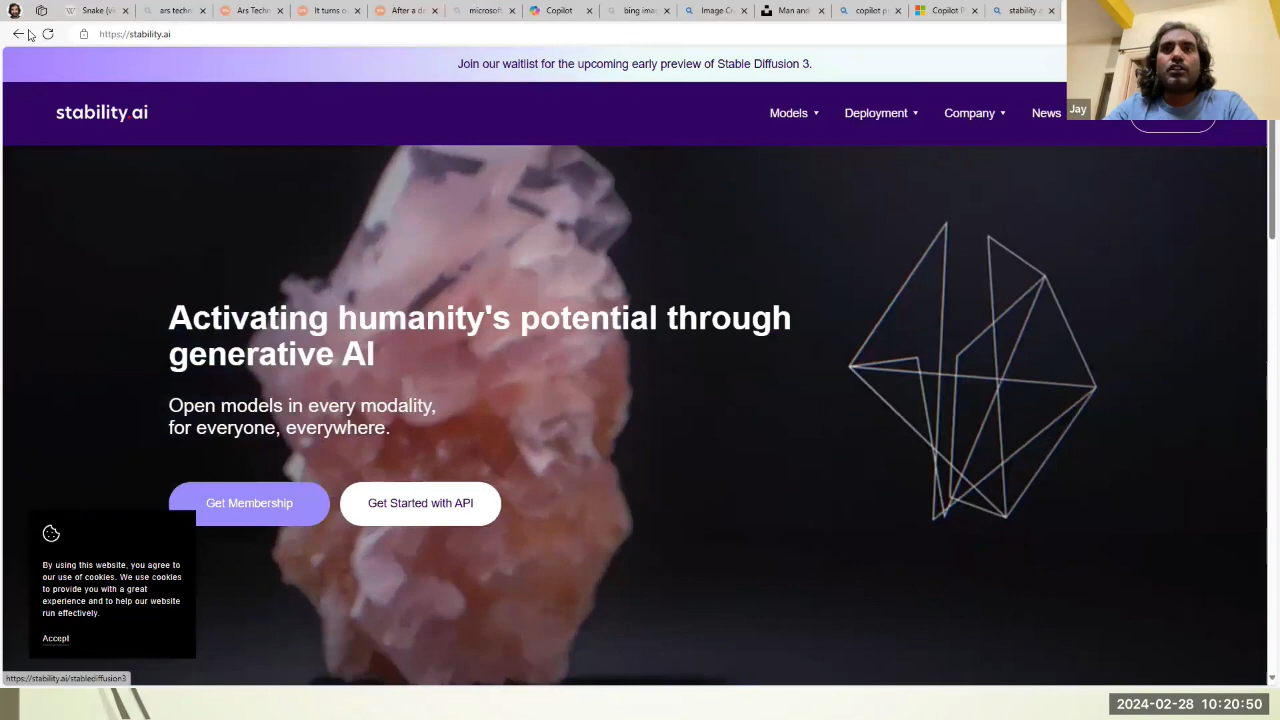 Snake (v
ars techn
Ars Tech
It turns c
After a d
microsof
Copilot
bing imag
Image Cr
Man and
copilot p
Copilot P
stability a
https://stability.ai
Join our waitlist for the upcoming early preview of Stable Diffusion 3.
stability.ai
Models
Deployment
Company
News
Jay
Activating humanity's potential through
generative AI
Open models in every modality,
for everyone, everywhere.
Get Membership
Get Started with API
By using this website, you agree to
our use of cookies. We use cookies
to provide you with a great
experience and to help our website
run effectively.
Accept
https://stability.ai/stablediffusion3
2024-02-28 10:20:50